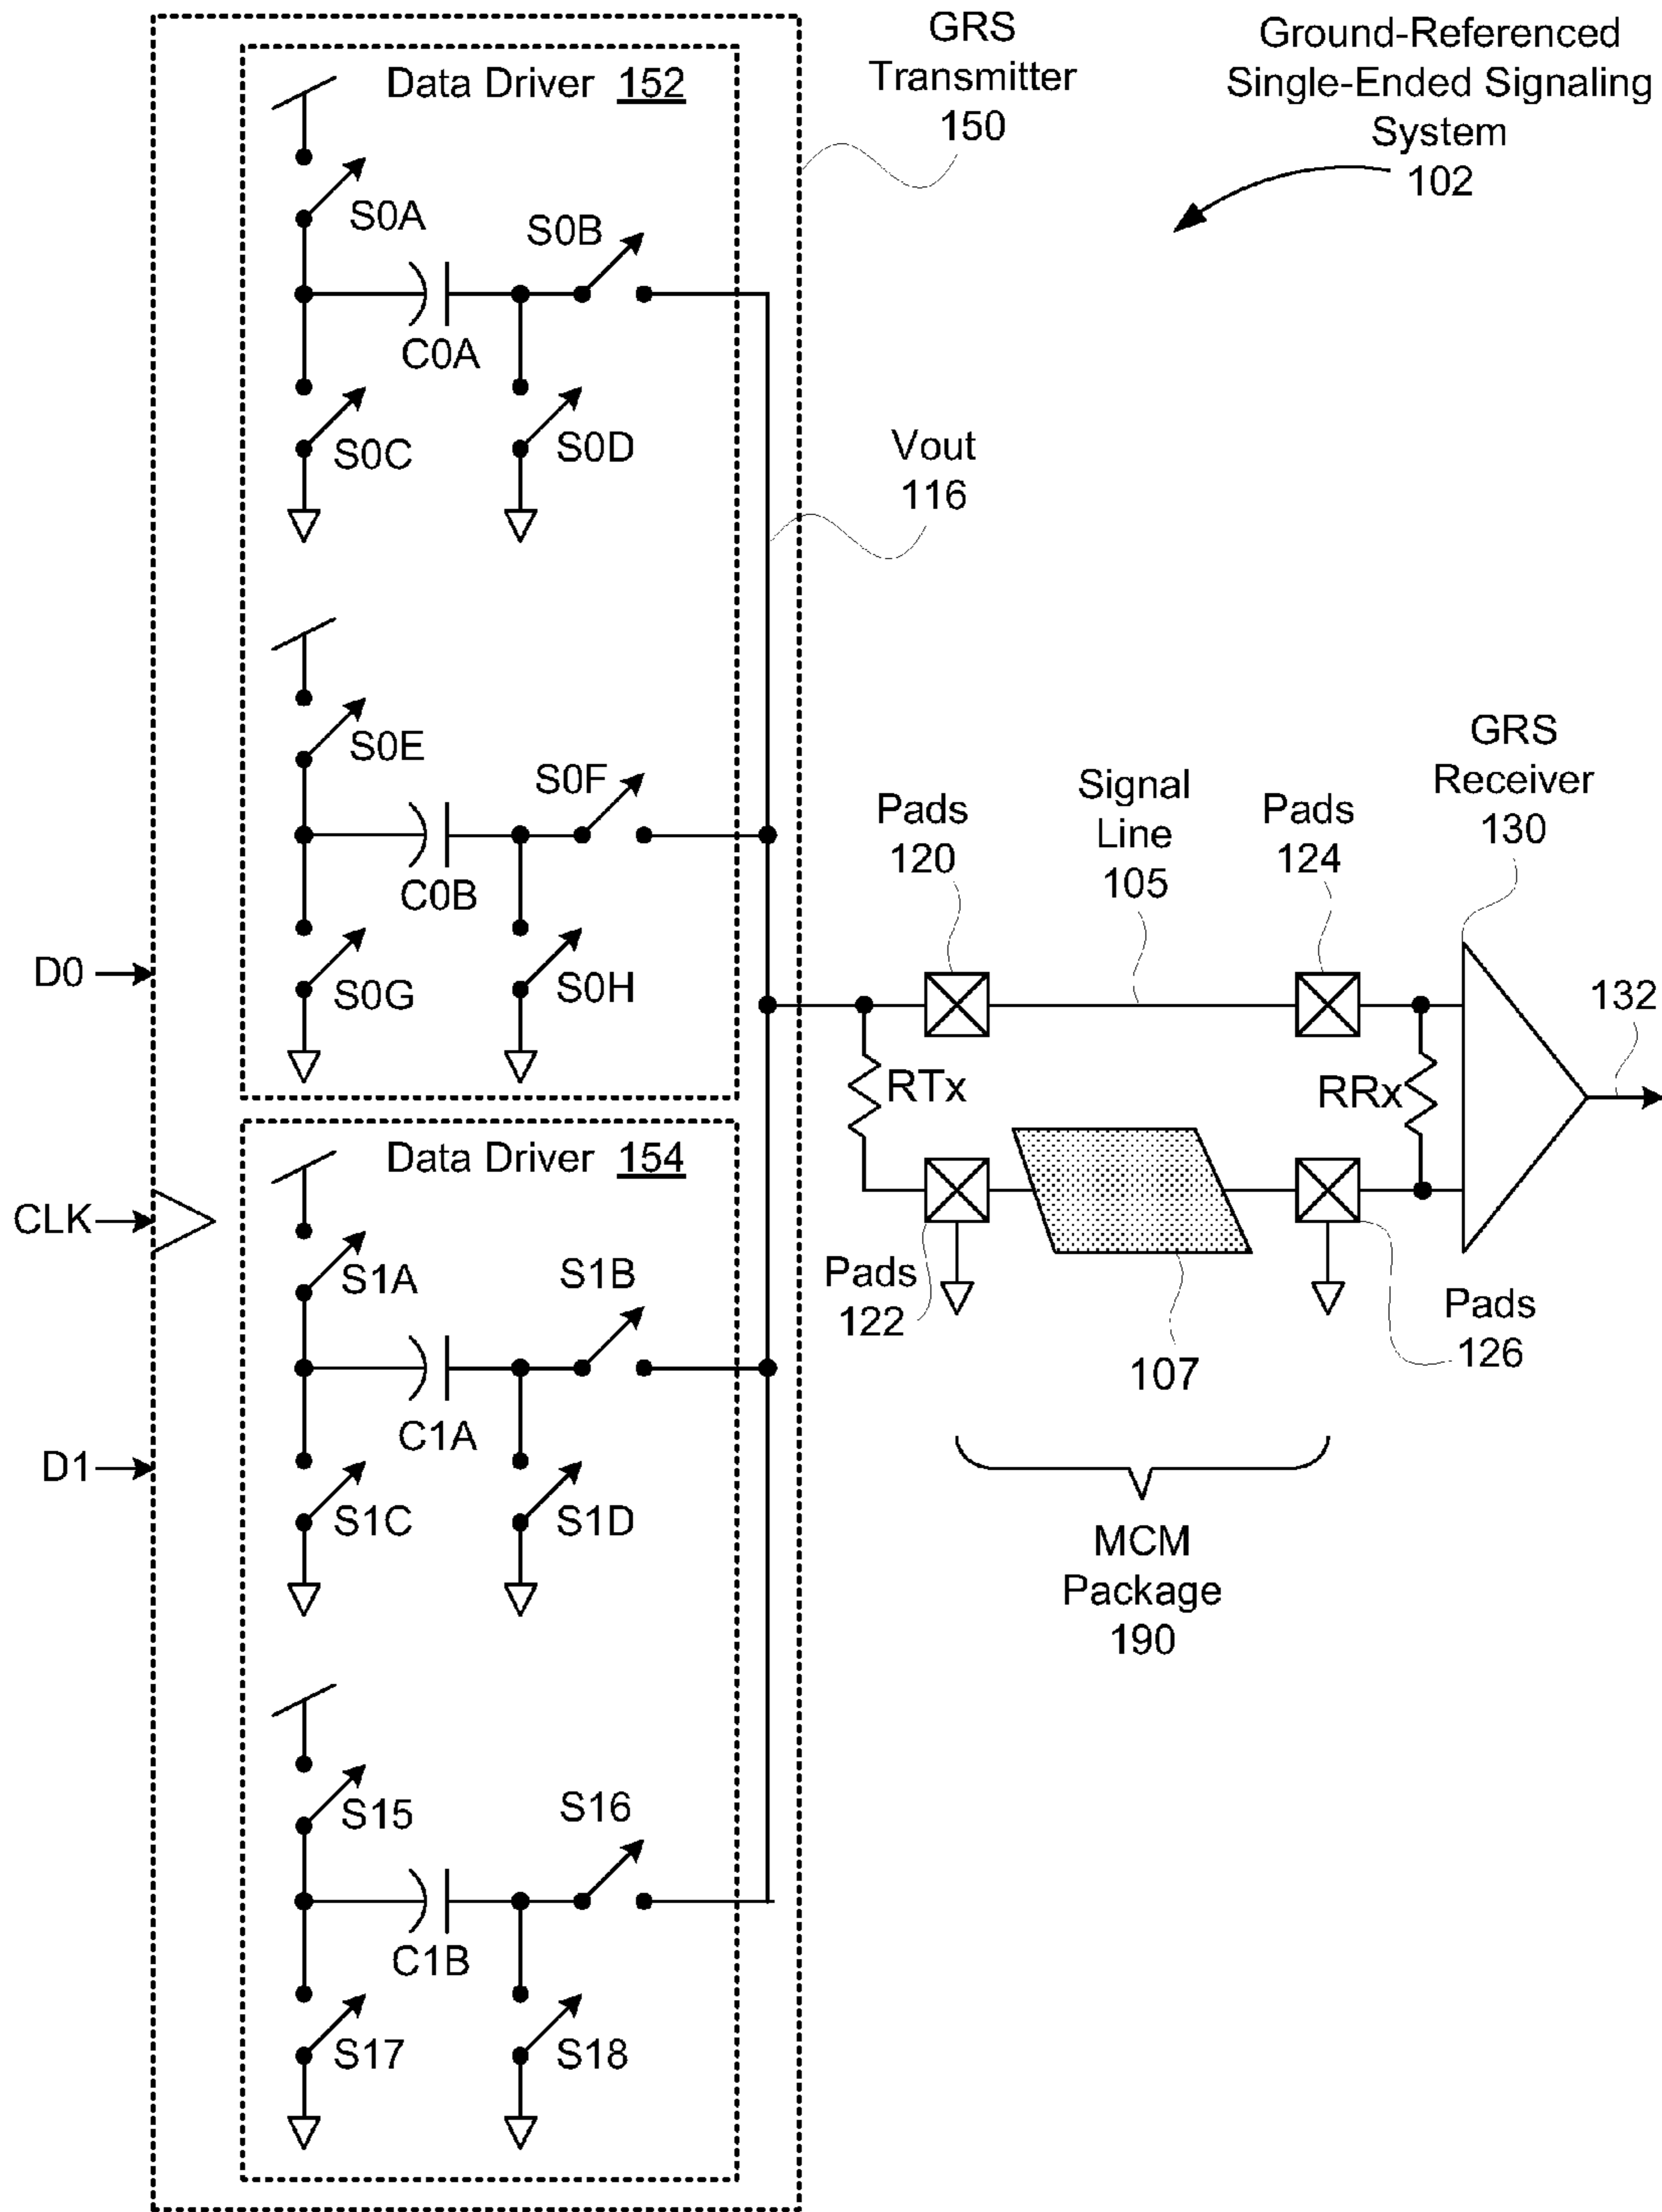 GRS
Transmitter
150
Ground-Referenced
Single-Ended Signaling
System
102
Data Driver 152
S0A
S0B
C0A
S0C
S0D
Vout
116
S0E
S0F
C0B
S0G
S0H
D0
Pads
120
Signal
Line
105
Pads
124
GRS
Receiver
130
132
RTx
RRx
Data Driver 154
CLK
S1A
S1B
C1A
S1C
S1D
D1
Pads
122
107
Pads
126
MCM
Package
190
S15
S16
C1B
S17
S18